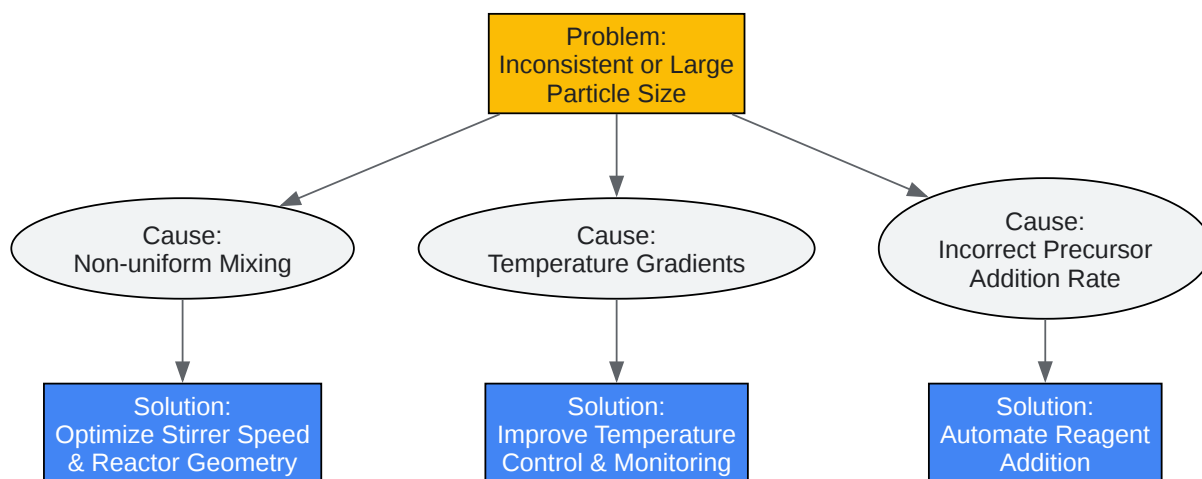 Problem:
Inconsistent or Large
Particle Size
Cause:
Non-uniform Mixing
Cause:
Temperature Gradients
Cause:
Incorrect Precursor
Addition Rate
Solution:
Optimize Stirrer Speed
& Reactor Geometry
Solution:
Improve Temperature
Control & Monitoring
Solution:
Automate Reagent
Addition